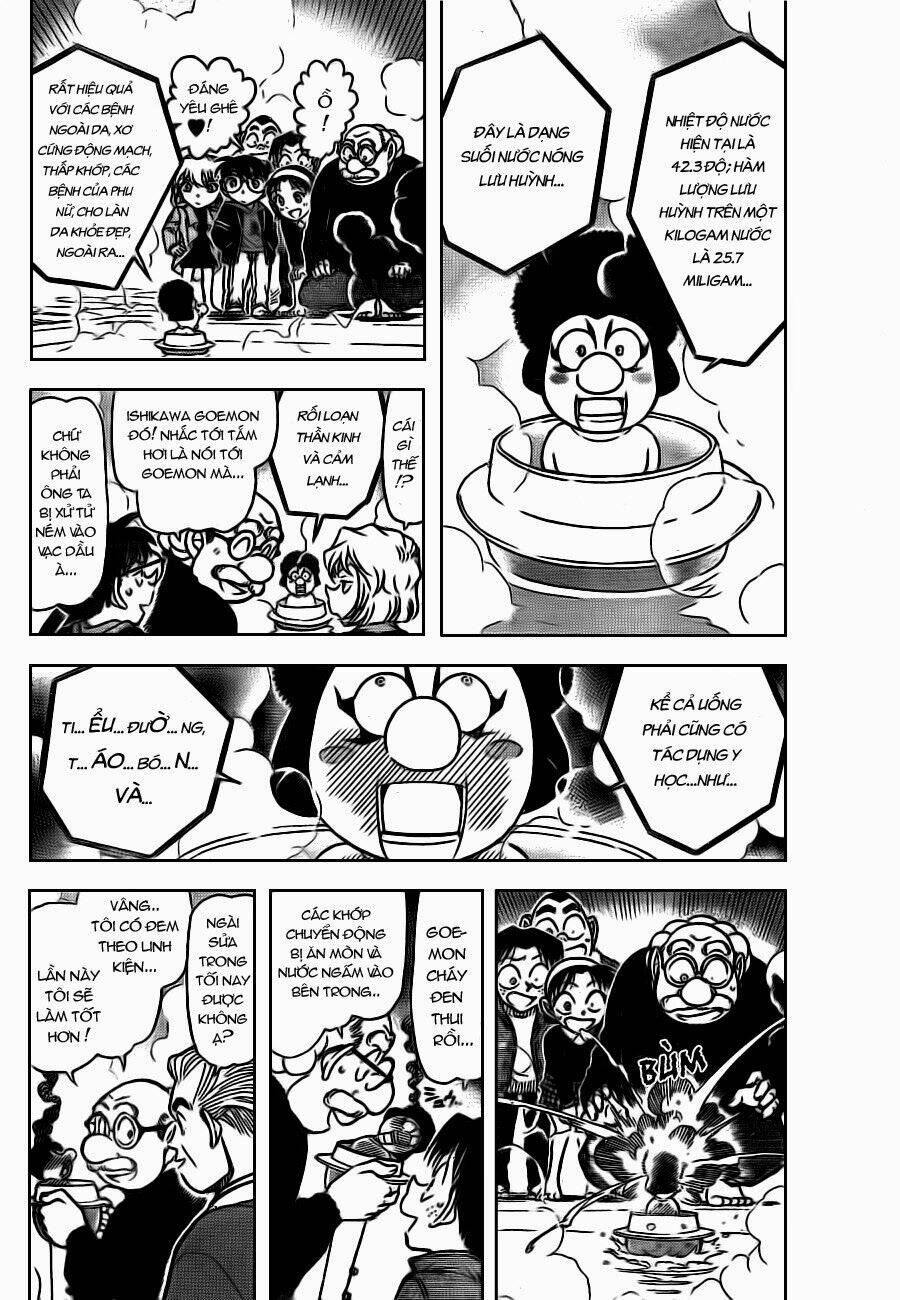 NHIỆT ĐỘ NƯỚC
HIỆN TẠI LÀ
42.3 ĐỘ; HÀM
LƯỢNG LƯU
HUỲNH TRÊN MỘT
KILOGAM NƯỚC
LÀ 25.7
MILIGAM...
ĐÂY LÀ DẠNG
SUỐI NƯỚC NÓNG
LƯU HUỲNH...
Ồ
!
ĐÁNG
YÊU GHÊ
♥!
RẤT HIỆU QUẢ
VỚI CÁC BỆNH
NGOÀI DA, XƠ
CỨNG ĐỘNG MẠCH,
THẤP KHỚP, CÁC
BỆNH CỦA PHU
NỮ, CHO LÀN
DA KHỎE ĐẸP,
NGOÀI RA...
CÁI
GÌ
THẾ
!?
RỐI LOẠN
THẦN KINH
VÀ CẢM
LẠNH...
ISHIKAWA GOEMON
ĐÓ! NHẮC TỚI TẮM
HƠI LÀ NÓI TỚI
GOEMON MÀ...
CHỨ
KHÔNG
PHẢI
ÔNG TA
BỊ XỬ TỬ
NÉM VÀO
VẠC DẦU
À...
KỂ CẢ UỐNG
PHẢI CŨNG CÓ
TÁC DỤNG Y
HỌC...NHƯ...
TI... ỂU... ĐƯỜ... NG,
T... ÁO... BÓ... N...
VÀ...
BÙM
GOE-
MON
CHÁY
ĐEN
THUI
RỒI...
CÁC KHỚP
CHUYỂN ĐỘNG
BỊ ĂN MÒN VÀ
NƯỚC NGẤM VÀO
BÊN TRONG..
NGÀI
SỬA
TRONG
TỐI NAY
ĐƯỢC
KHÔNG
Ạ?
VÂNG..
TÔI CÓ ĐEM
THEO LINH
KIỆN...
LẦN NÀY
TÔI SẼ
LÀM TỐT
HƠN !